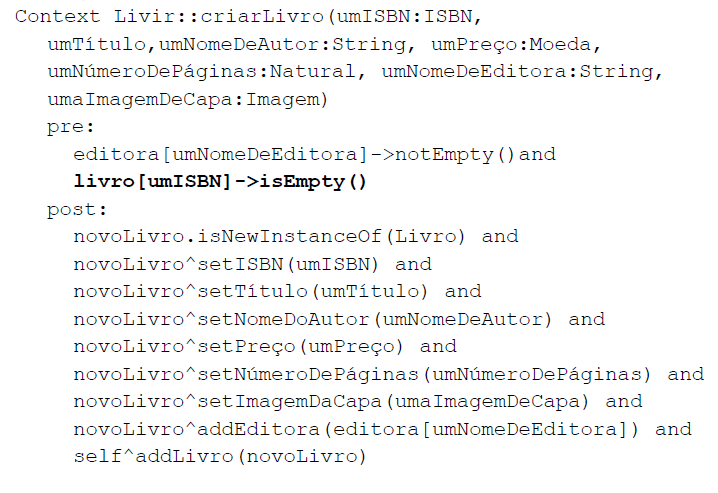 Context Livir::criarLivro(umISBN:ISBN,
umTítulo,umNomeDeAutor:String, umPreço:Moeda,
umNúmeroDePáginas:Natural, umNomeDeEditora:String,
umaImagemDeCapa:Imagem)
pre:
editora[umNomeDeEditora]->notEmpty()and
livro[umISBN]->isEmpty()
post:
novoLivro.isNewInstanceOf(Livro) and
novoLivro^setISBN(umISBN) and
novoLivro^setTítulo(umTítulo) and
novoLivro^setNomeDoAutor(umNomeDeAutor) and
novoLivro^setPreço(umPreço) and
novoLivro^setNúmeroDePáginas(umNúmeroDePáginas) and
novoLivro^setImagemDaCapa(umaImagemDeCapa) and
novoLivro^addEditora(editora[umNomeDeEditora]) and
self^addLivro(novoLivro)